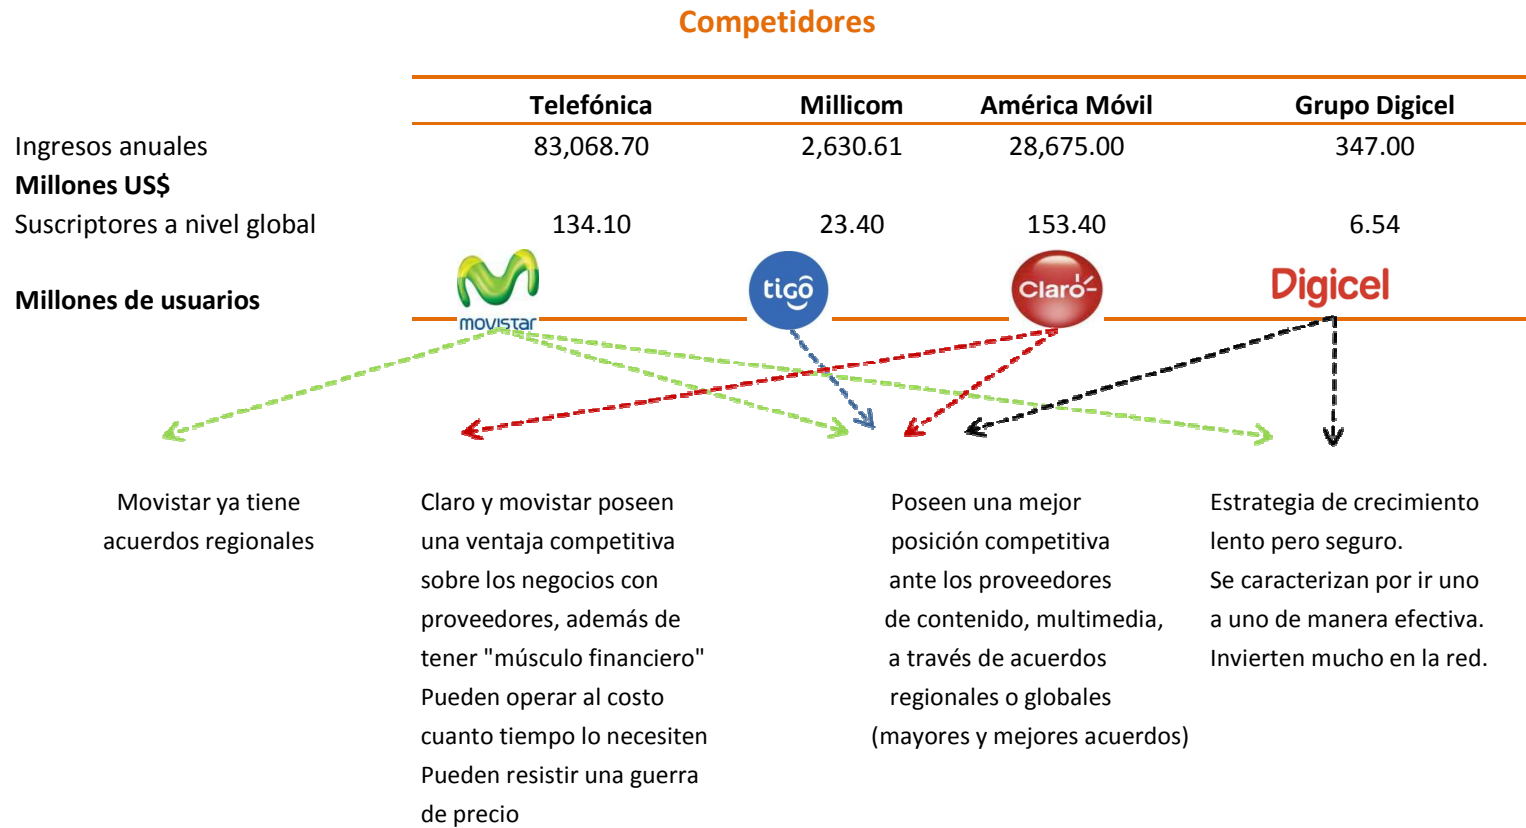 Competidores
Telefónica Millicom América Móvil Grupo Digicel
Ingresos anuales 83,068.70 2,630.61 28,675.00 347.00
Millones US$
Suscriptores a nivel global 134.10 23.40 153.40 6.54
Millones de usuarios
movistar
tigô
Claro
Digicel
Movistar ya tiene
acuerdos regionales
Claro y movistar poseen
una ventaja competitiva
sobre los negocios con
proveedores, además de
tener "músculo financiero"
Pueden operar al costo
cuanto tiempo lo necesiten
Pueden resistir una guerra
de precio
Poseen una mejor
posición competitiva
ante los proveedores
de contenido, multimedia,
a través de acuerdos
regionales o globales
(mayores y mejores acuerdos)
Estrategia de crecimiento
lento pero seguro.
Se caracterizan por ir uno
a uno de manera efectiva.
Invierten mucho en la red.